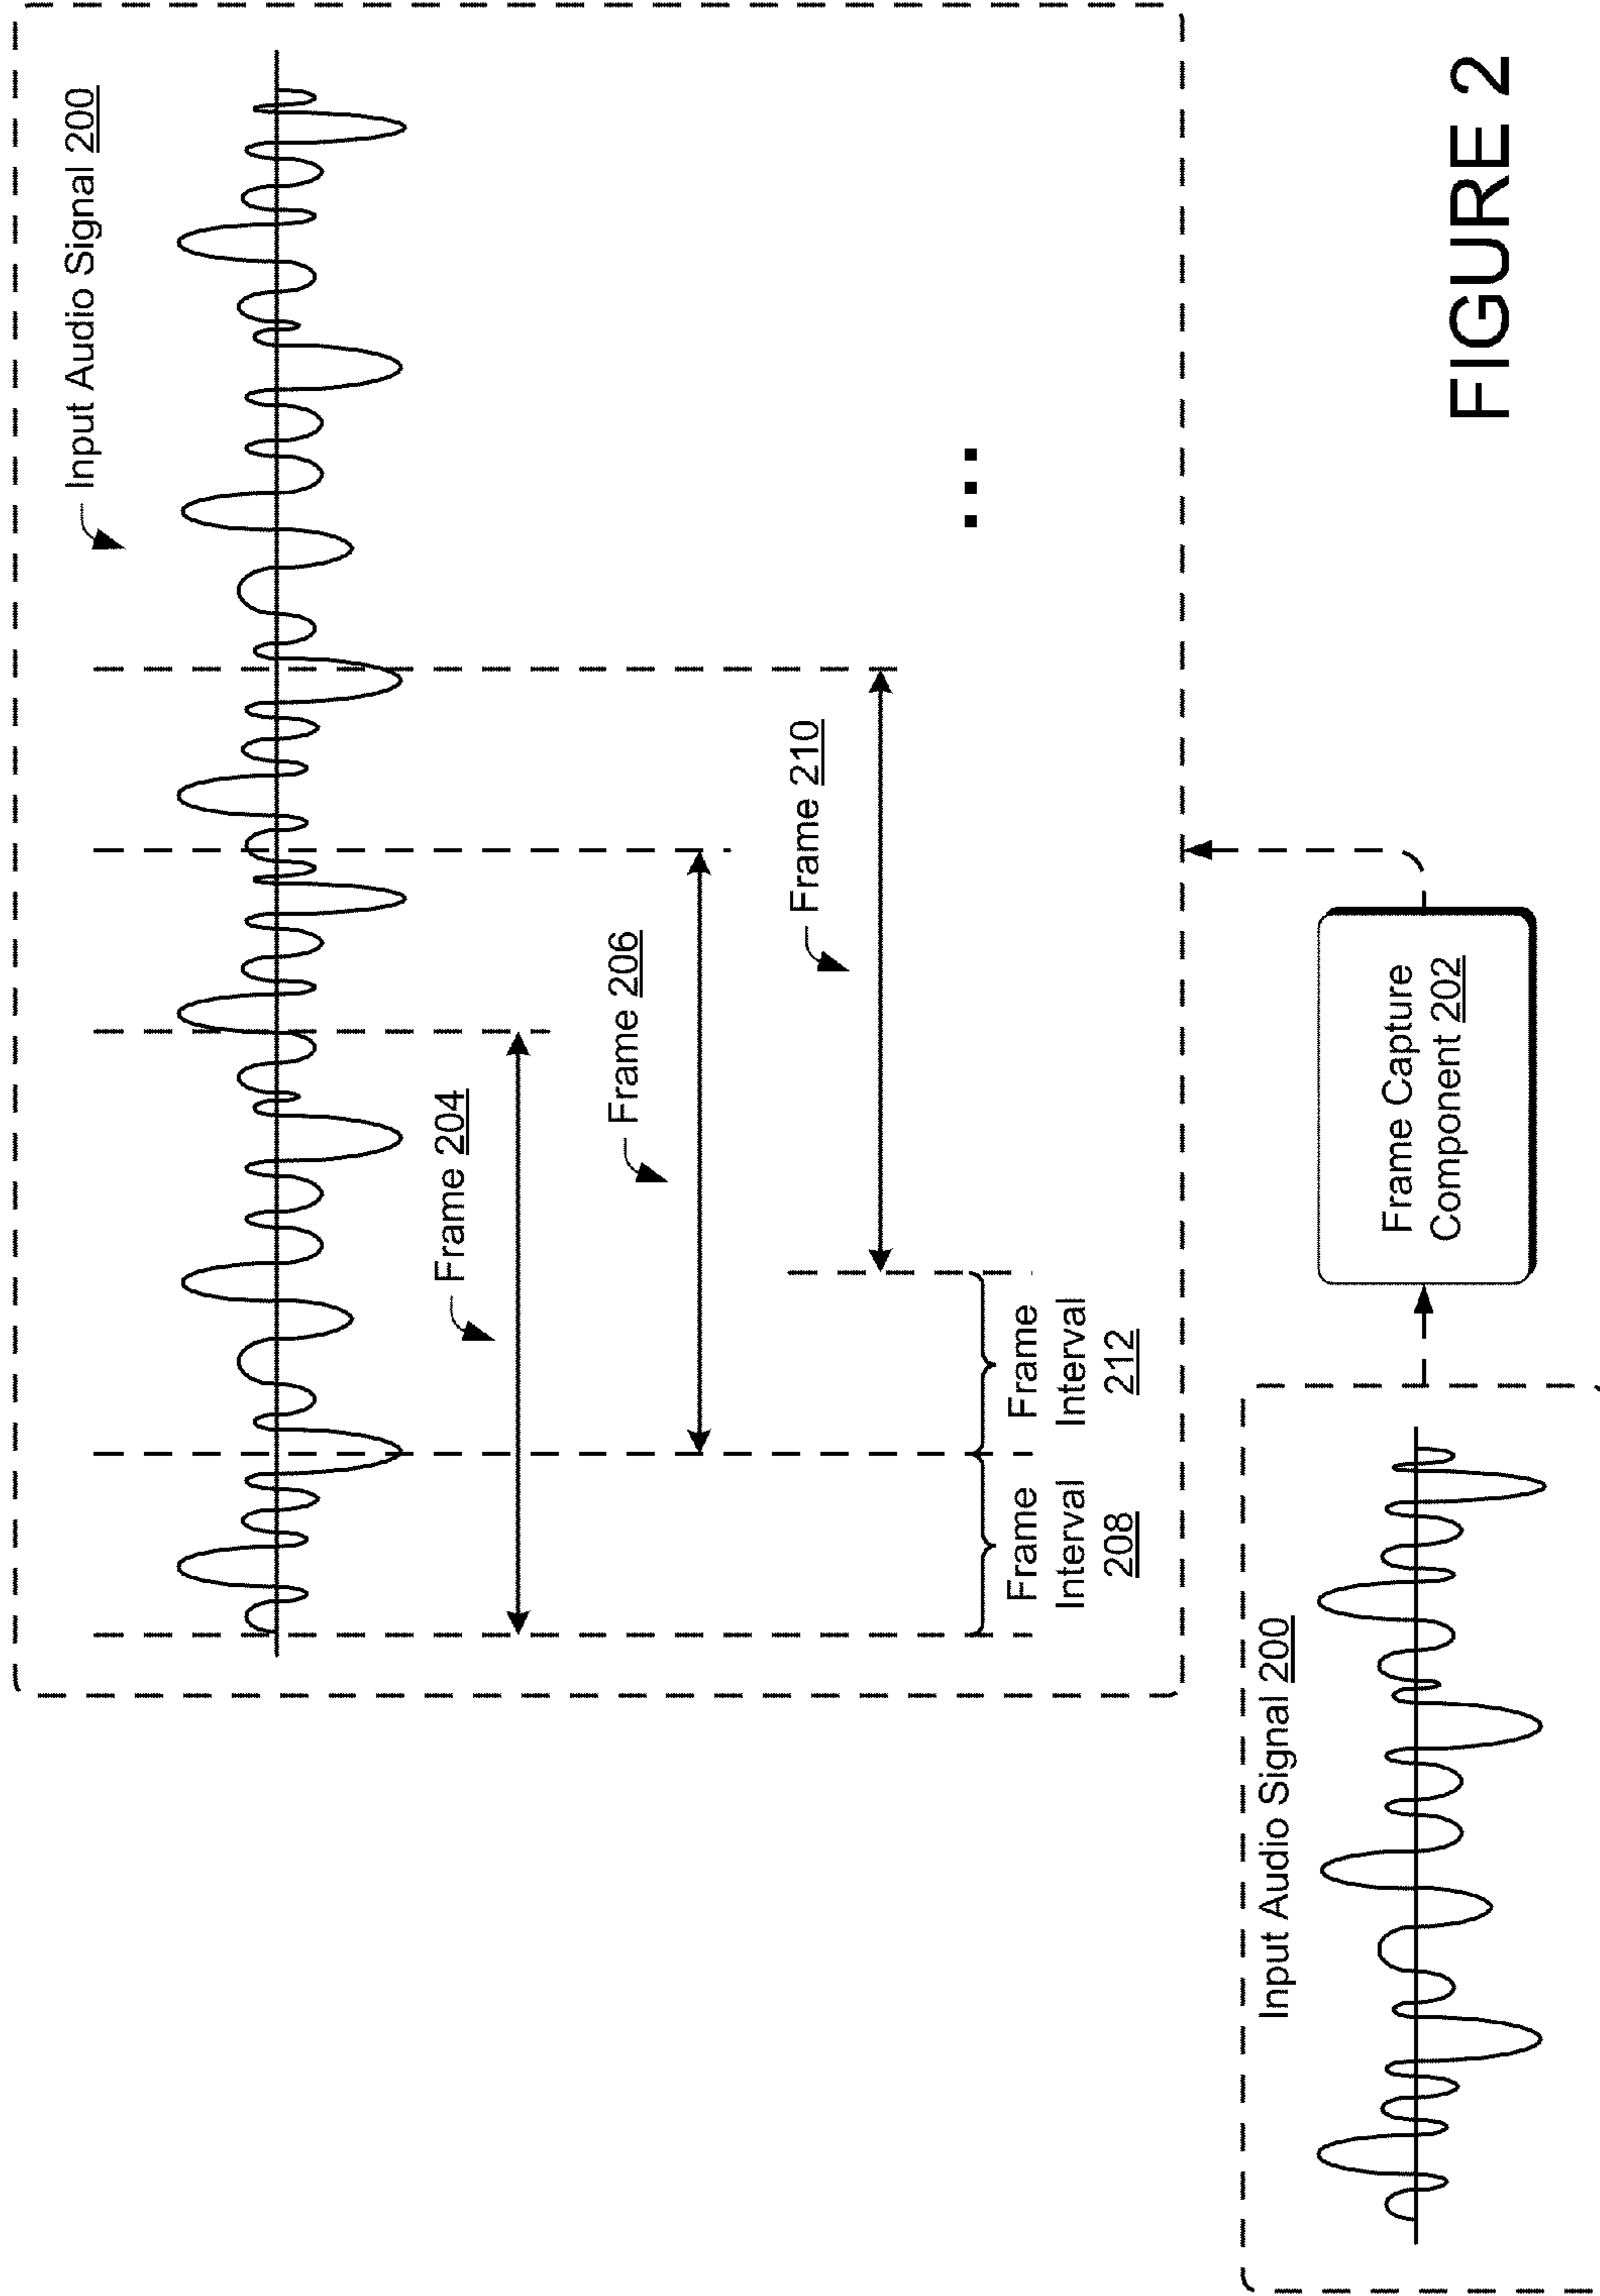 Input Audio Signal 200
Frame 204
Frame 206
Frame 210
Frame
Interval
208
Frame
Interval
212
...
Input Audio Signal 200
Frame Capture
Component 202
FIGURE 2